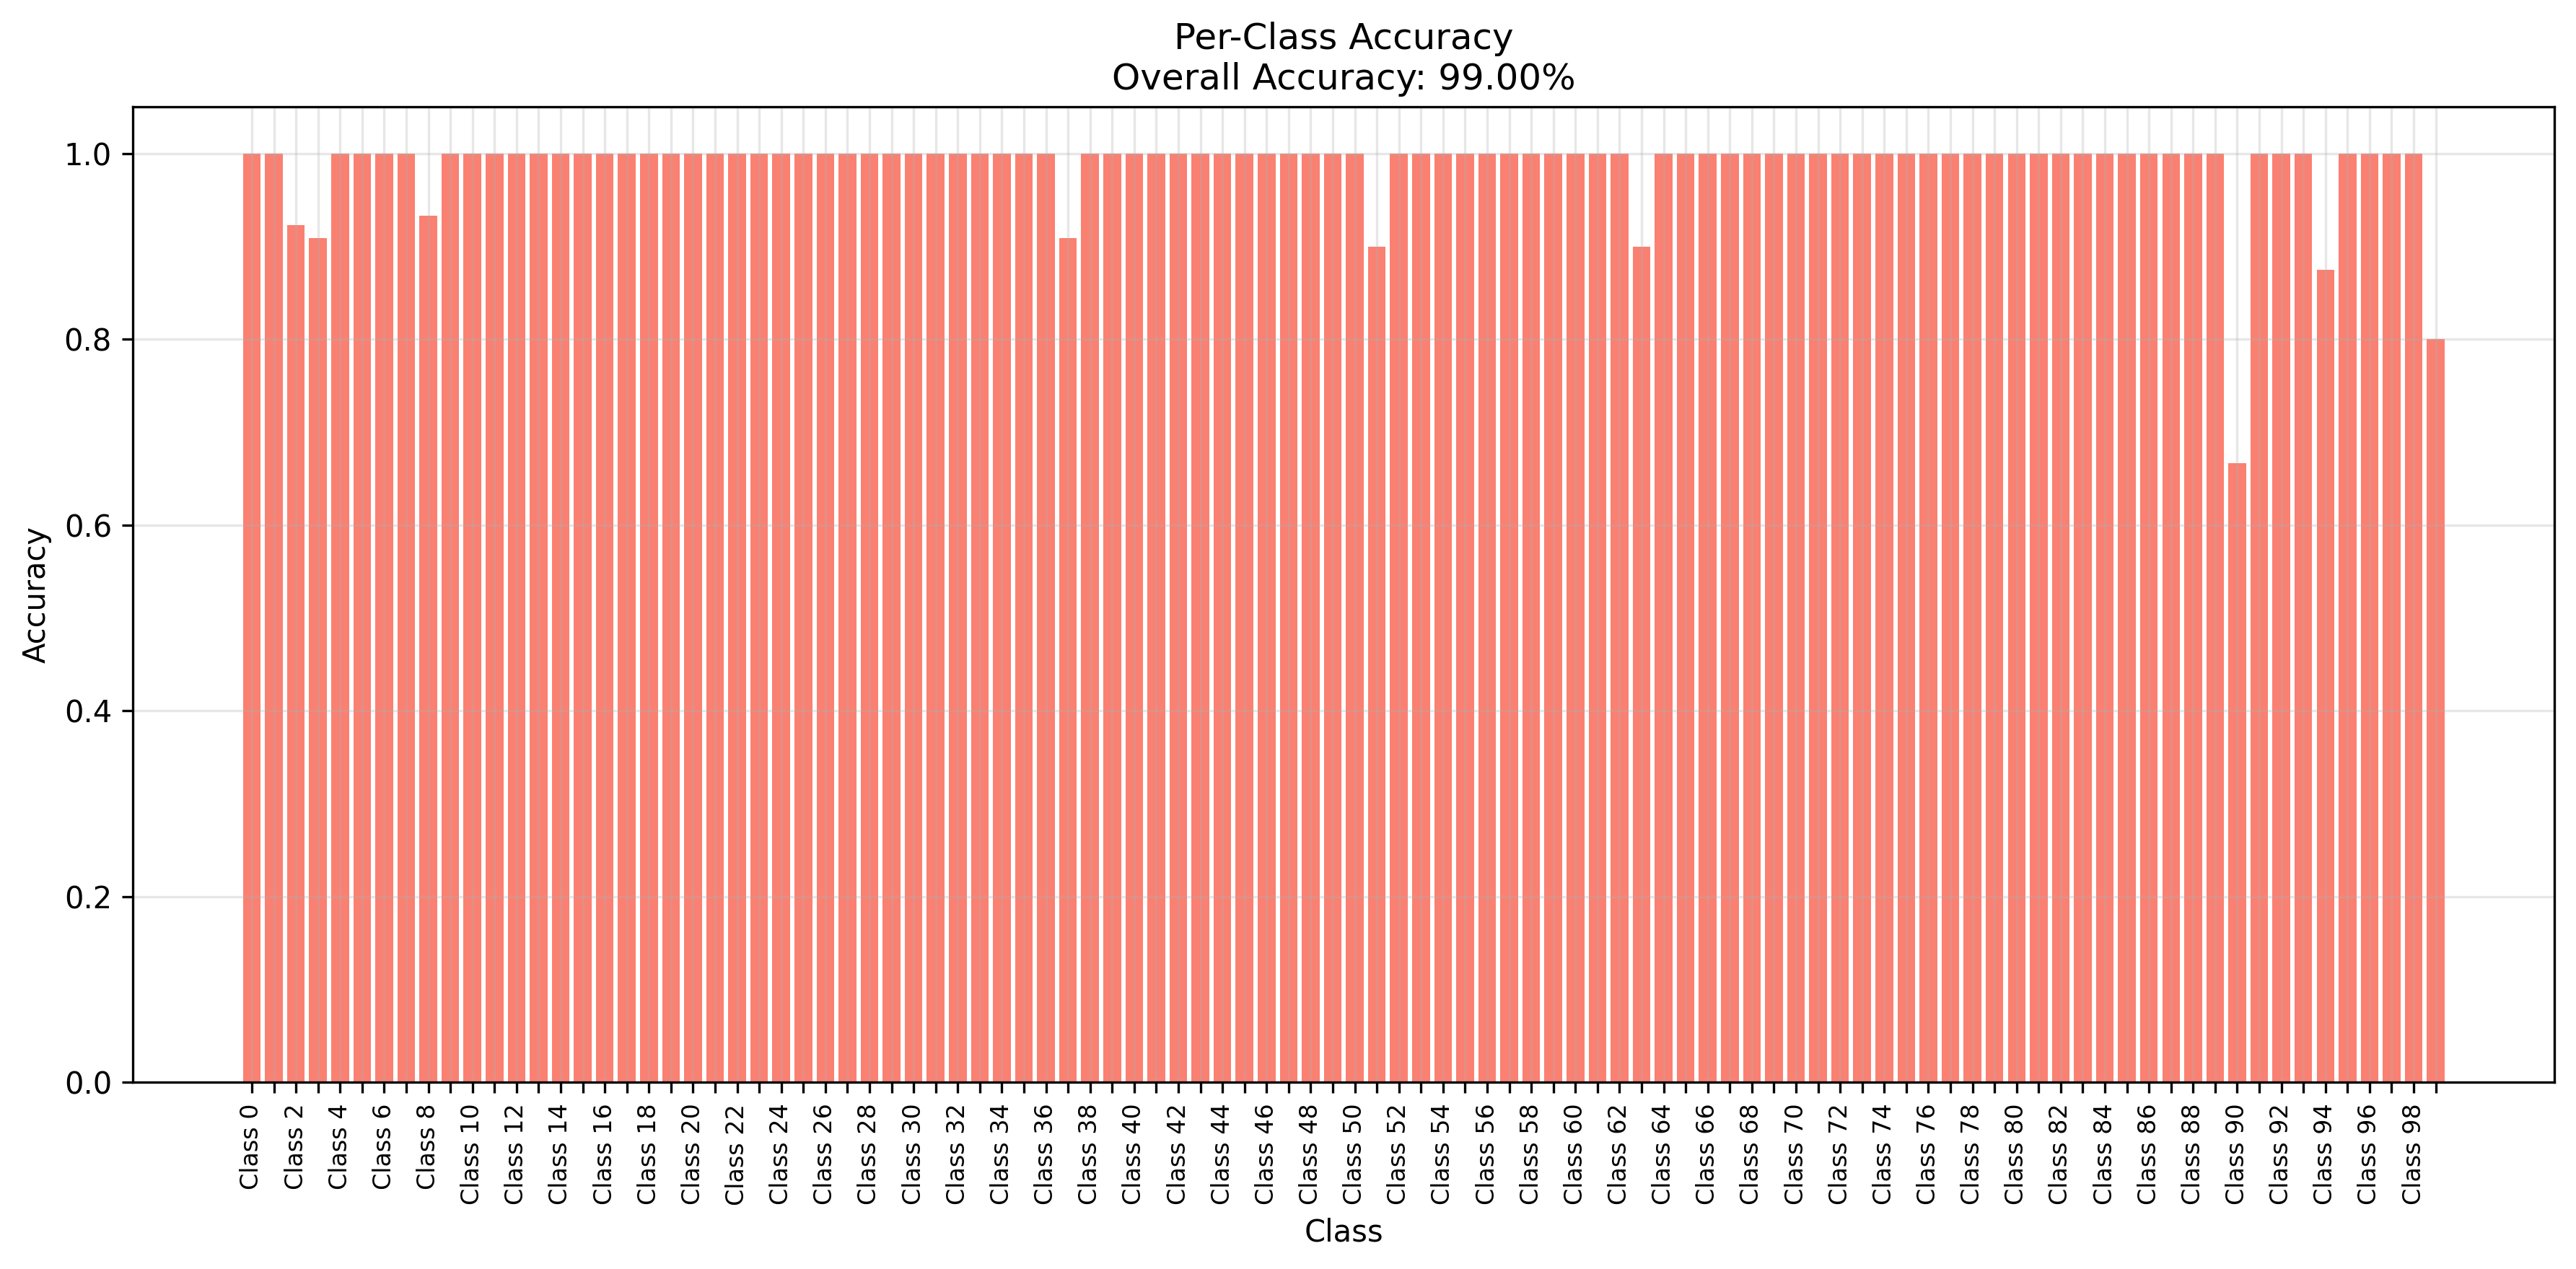 Per-Class Accuracy
Overall Accuracy: 99.00%
Accuracy
1.0
0.8
0.6
0.4
0.2
0.0
Class 0
Class 2
Class 4
Class 6
Class 8
Class 10
Class 12
Class 14
Class 16
Class 18
Class 20
Class 22
Class 24
Class 26
Class 28
Class 30
Class 32
Class 34
Class 36
Class 38
Class 40
Class 42
Class 44
Class 46
Class 48
Class 50
Class 52
Class 54
Class 56
Class 58
Class 60
Class 62
Class 64
Class 66
Class 68
Class 70
Class 72
Class 74
Class 76
Class 78
Class 80
Class 82
Class 84
Class 86
Class 88
Class 90
Class 92
Class 94
Class 96
Class 98
Class